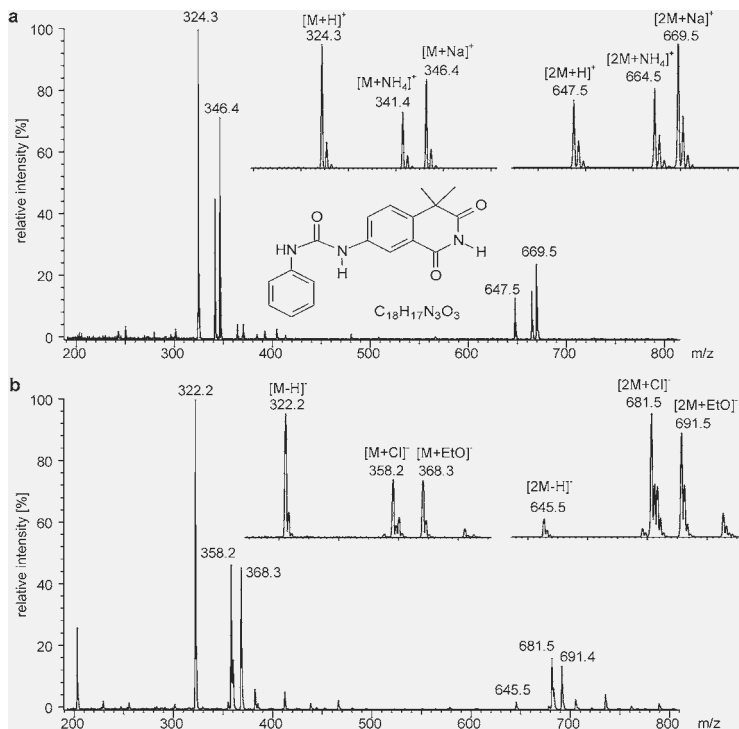 a
324.3
346.4
[M+H]⁺
324.3
[M+NH₄]⁺
341.4
[M+Na]⁺
346.4
[2M+H]⁺
647.5
[2M+NH₄]⁺
664.5
[2M+Na]⁺
669.5
relative intensity [%]
100
80
60
40
20
0
O
NH
N
H
O
N
H
O
C₁₈H₁₇N₃O₃
647.5
669.5
200
300
400
500
600
700
800
m/z
b
322.2
358.2
368.3
[M-H]⁻
322.2
[M+Cl]⁻
358.2
[M+EtO]⁻
368.3
[2M-H]⁻
645.5
[2M+Cl]⁻
681.5
[2M+EtO]⁻
691.5
relative intensity [%]
100
80
60
40
20
0
645.5
681.5
691.4
200
300
400
500
600
700
800
m/z